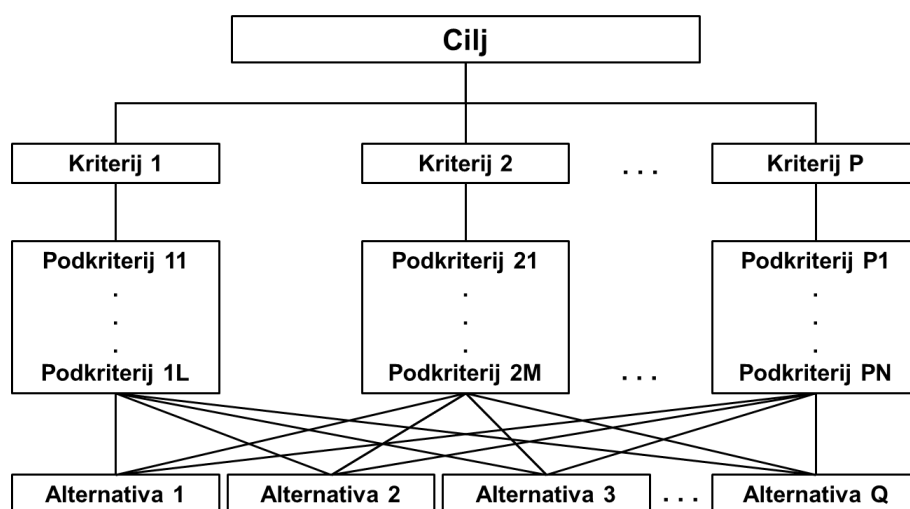 Cilj
Kriterij 1
Kriterij 2
. . .
Kriterij P
Podkriterij 11
.
.
.
Podkriterij 1L
Podkriterij 21
.
.
.
Podkriterij 2M
. . .
Podkriterij P1
.
.
.
Podkriterij PN
Alternativa 1
Alternativa 2
Alternativa 3
. . .
Alternativa Q